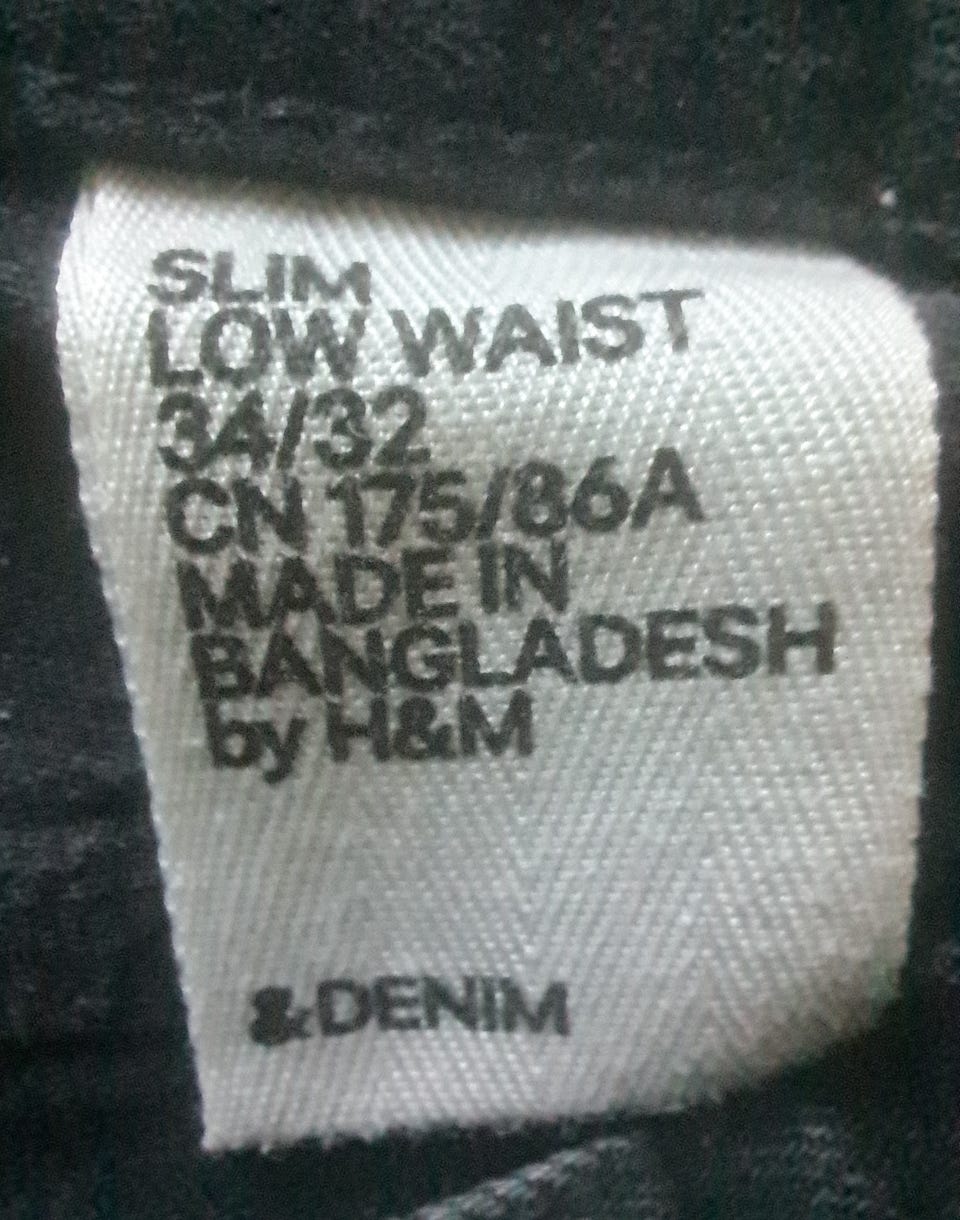 SLIM
LOW WAIST
34/32
CN 175/86A
MADE IN
BANGLADESH
by H&M
&DENIM